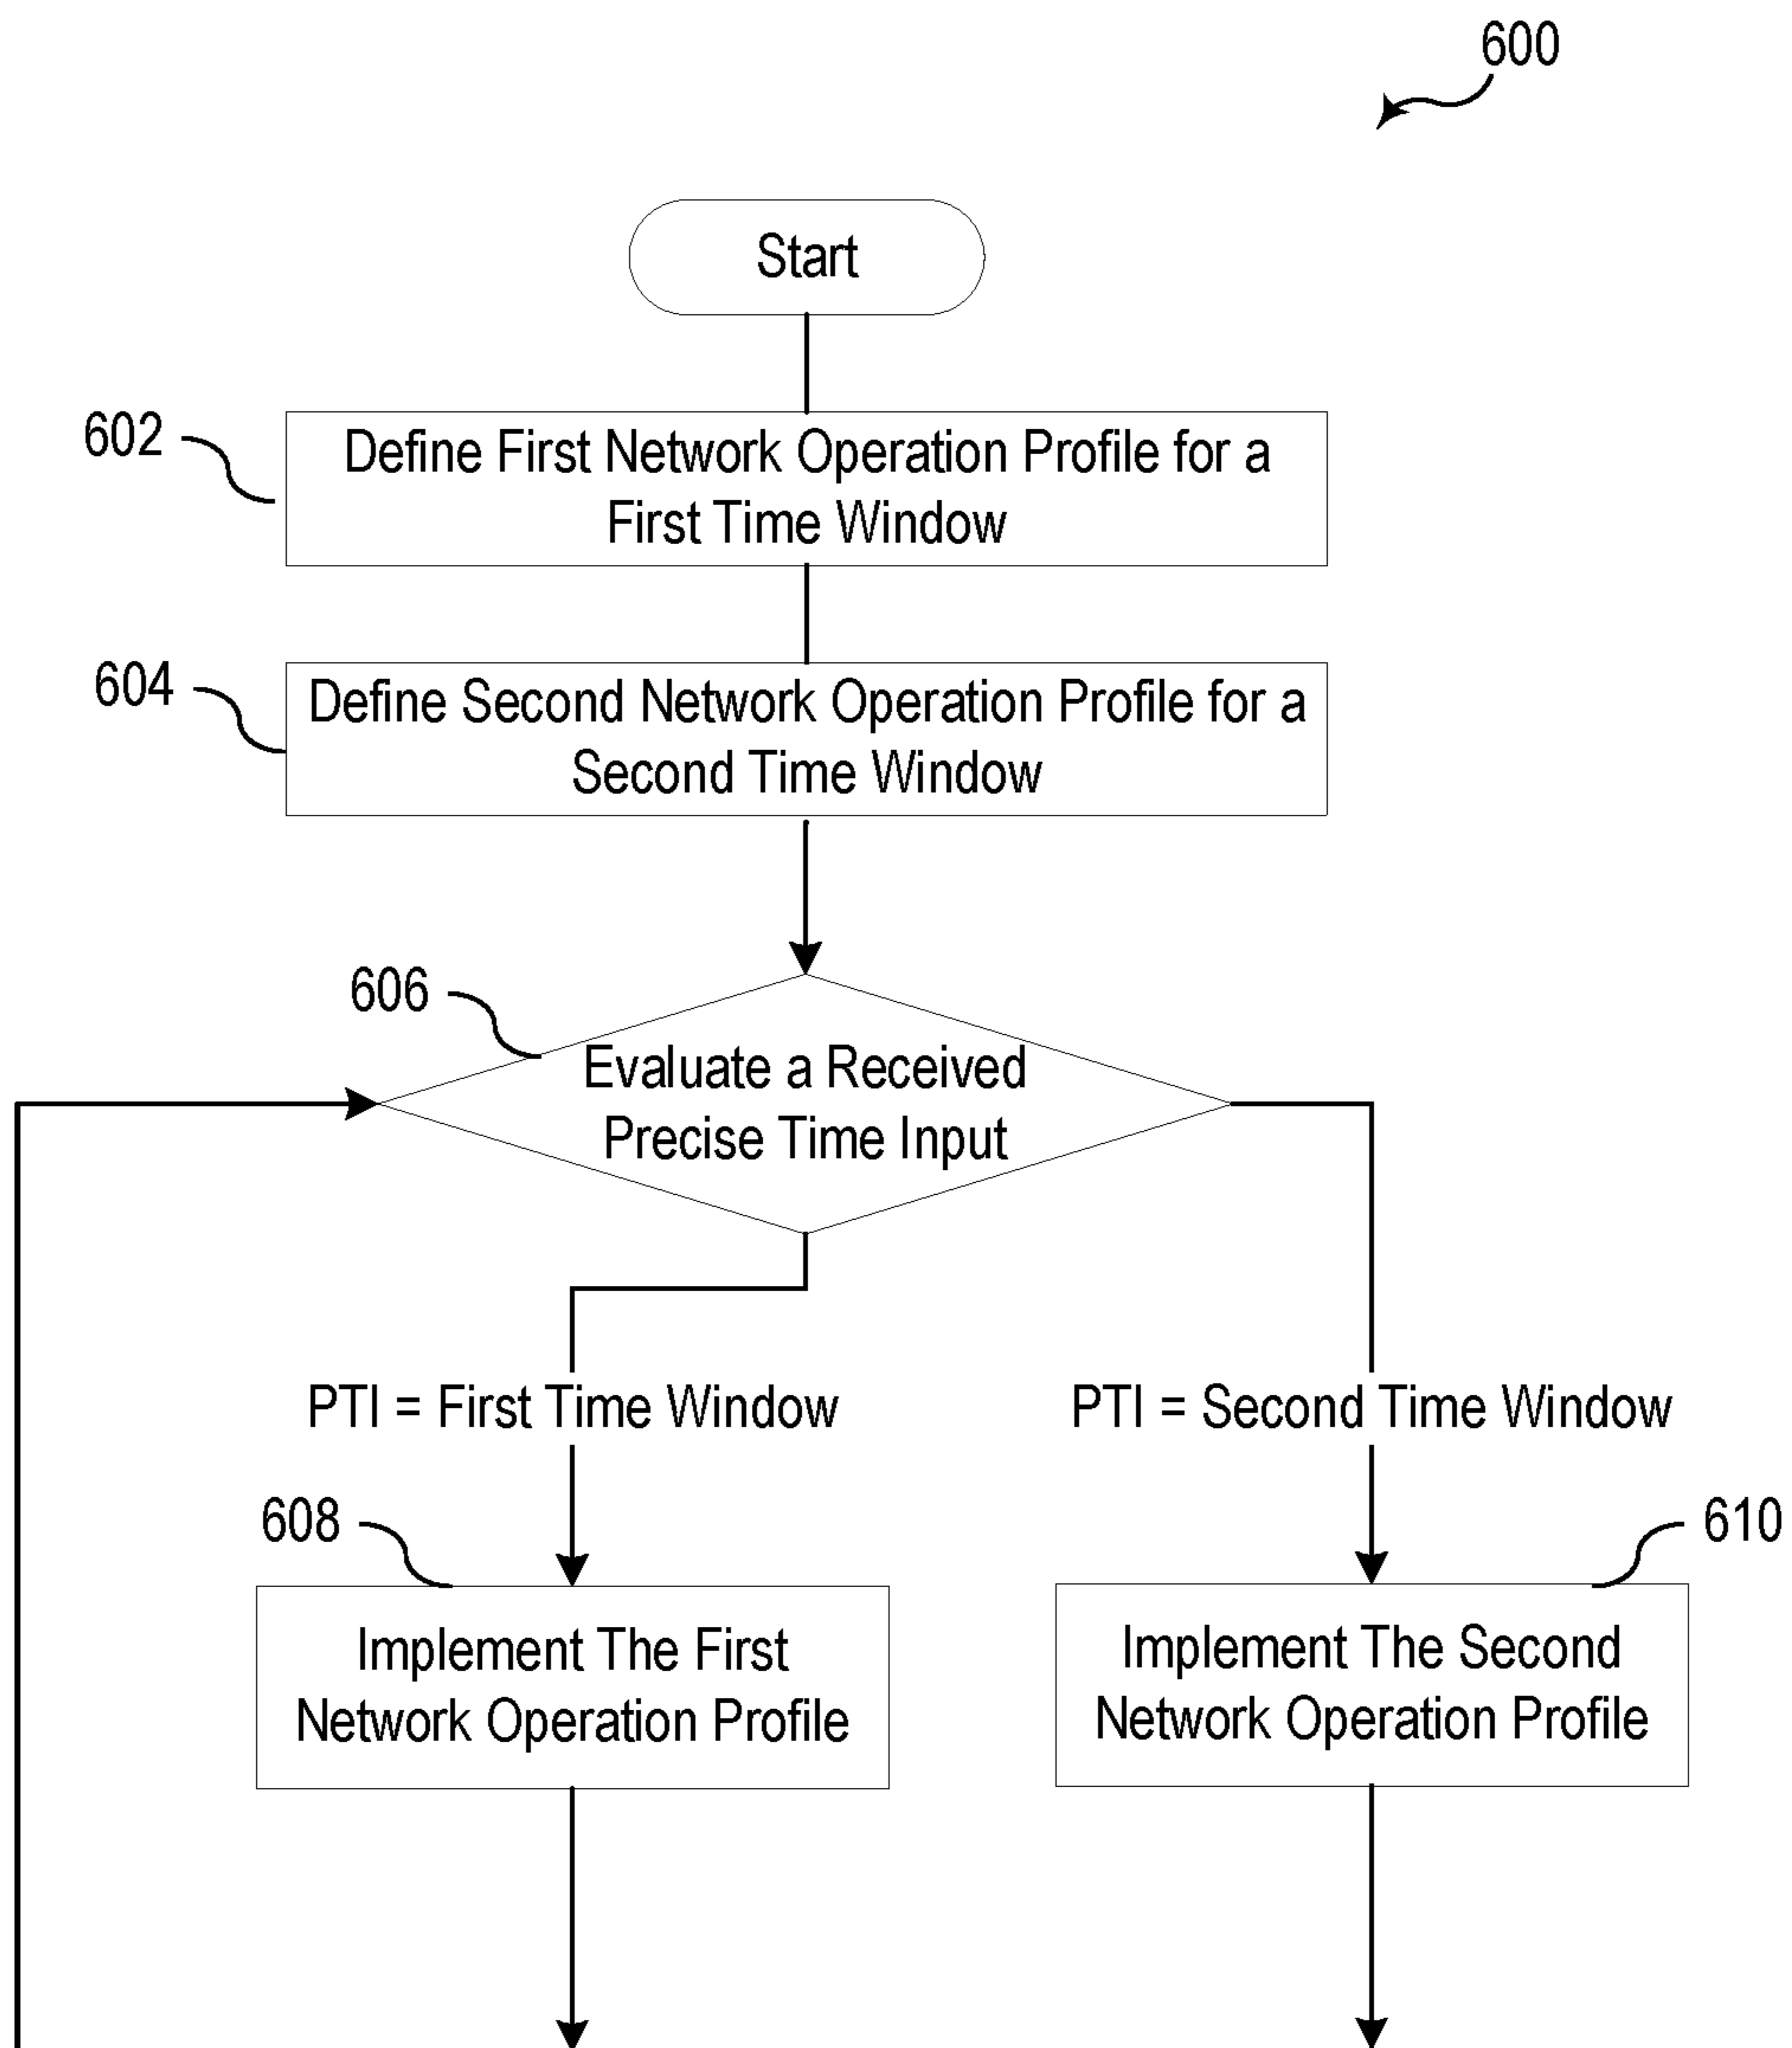 600
Start
602
Define First Network Operation Profile for a
First Time Window
604
Define Second Network Operation Profile for a
Second Time Window
606
Evaluate a Received
Precise Time Input
PTI = First Time Window
PTI = Second Time Window
608
Implement The First
Network Operation Profile
610
Implement The Second
Network Operation Profile